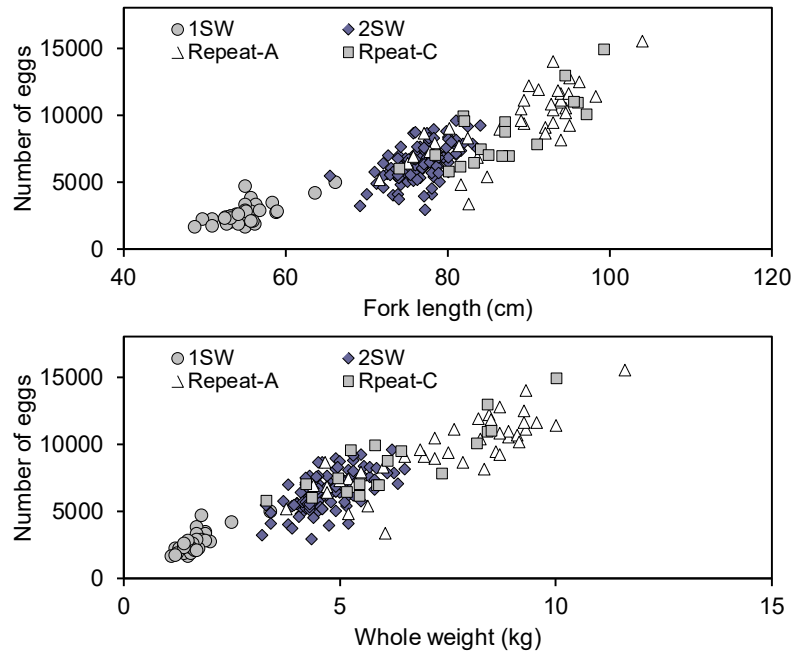 15000
10000
5000
0
Number of eggs
1SW 2SW
Repeat-A Rpeat-C
40 60 80 100 120
Fork length (cm)
15000
10000
5000
0
Number of eggs
1SW 2SW
Repeat-A Rpeat-C
0 5 10 15
Whole weight (kg)